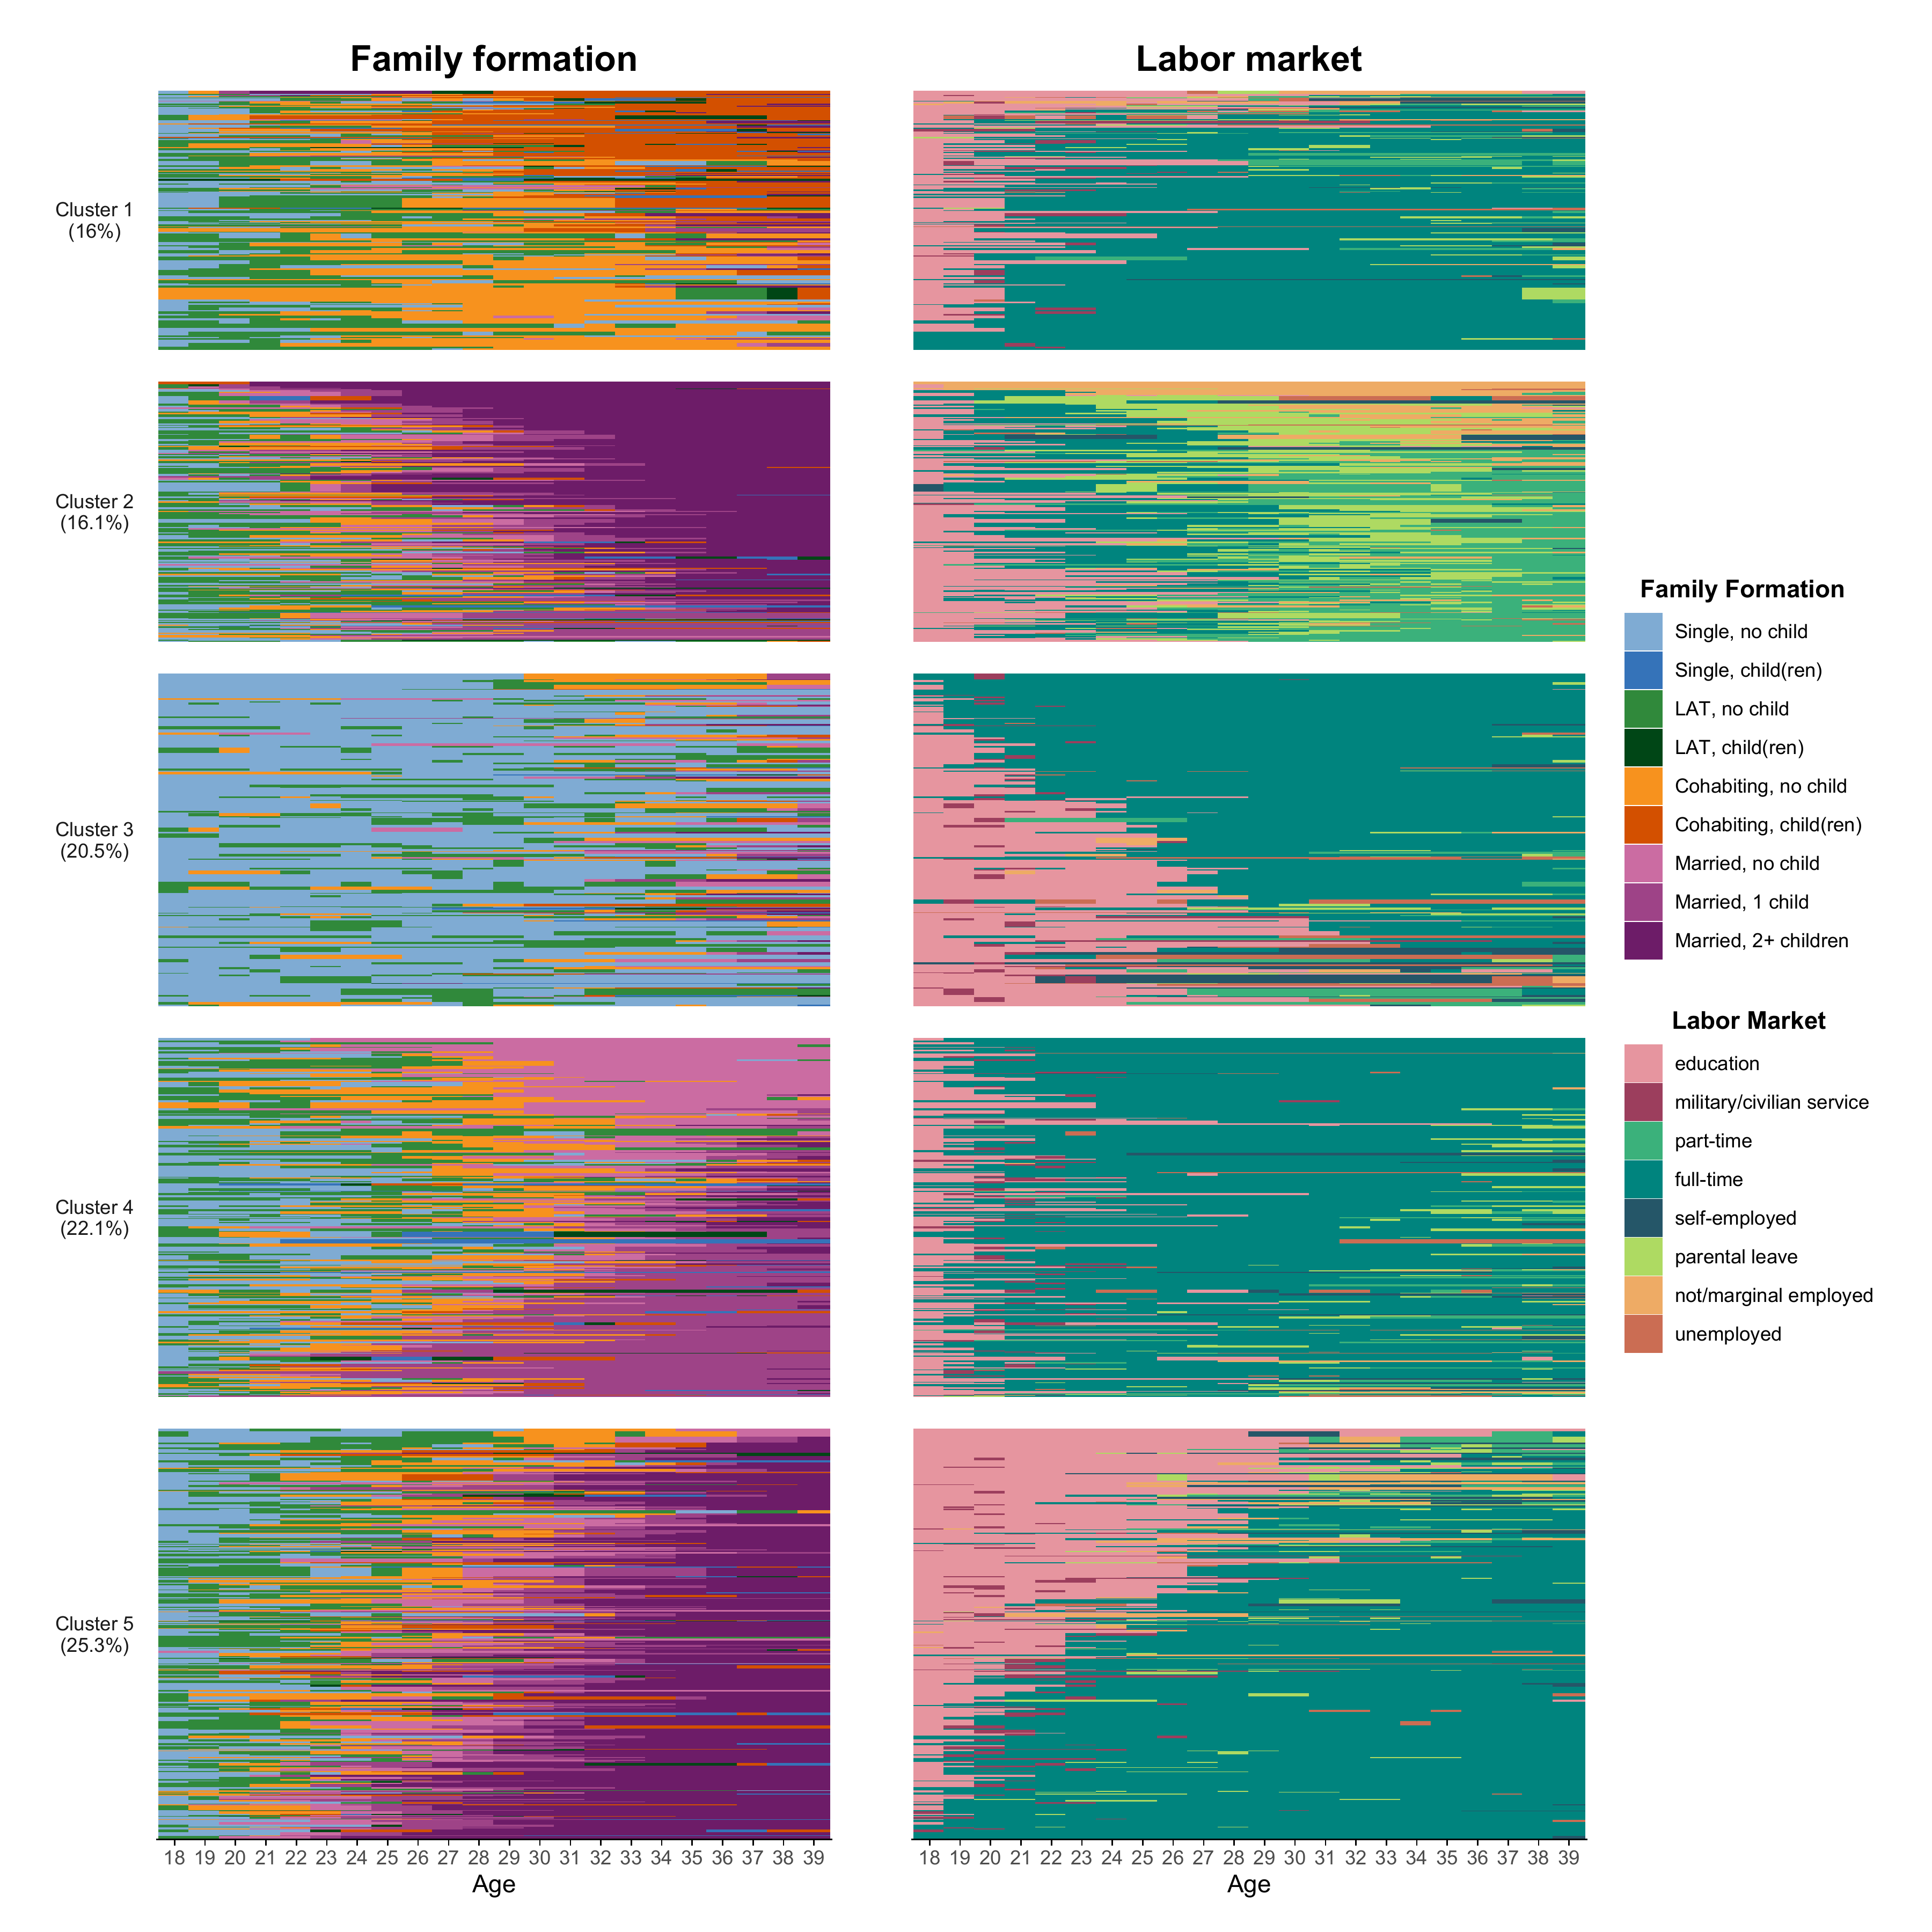 Family formation
Labor market
Cluster 1
(16%)
Cluster 2
(16.1%)
Cluster 3
(20.5%)
Cluster 4
(22.1%)
Cluster 5
(25.3%)
18 19 20 21 22 23 24 25 26 27 28 29 30 31 32 33 34 35 36 37 38 39
Age
18 19 20 21 22 23 24 25 26 27 28 29 30 31 32 33 34 35 36 37 38 39
Age
Family Formation
Single, no child
Single, child(ren)
LAT, no child
LAT, child(ren)
Cohabiting, no child
Cohabiting, child(ren)
Married, no child
Married, 1 child
Married, 2+ children
Labor Market
education
military/civilian service
part-time
full-time
self-employed
parental leave
not/marginal employed
unemployed